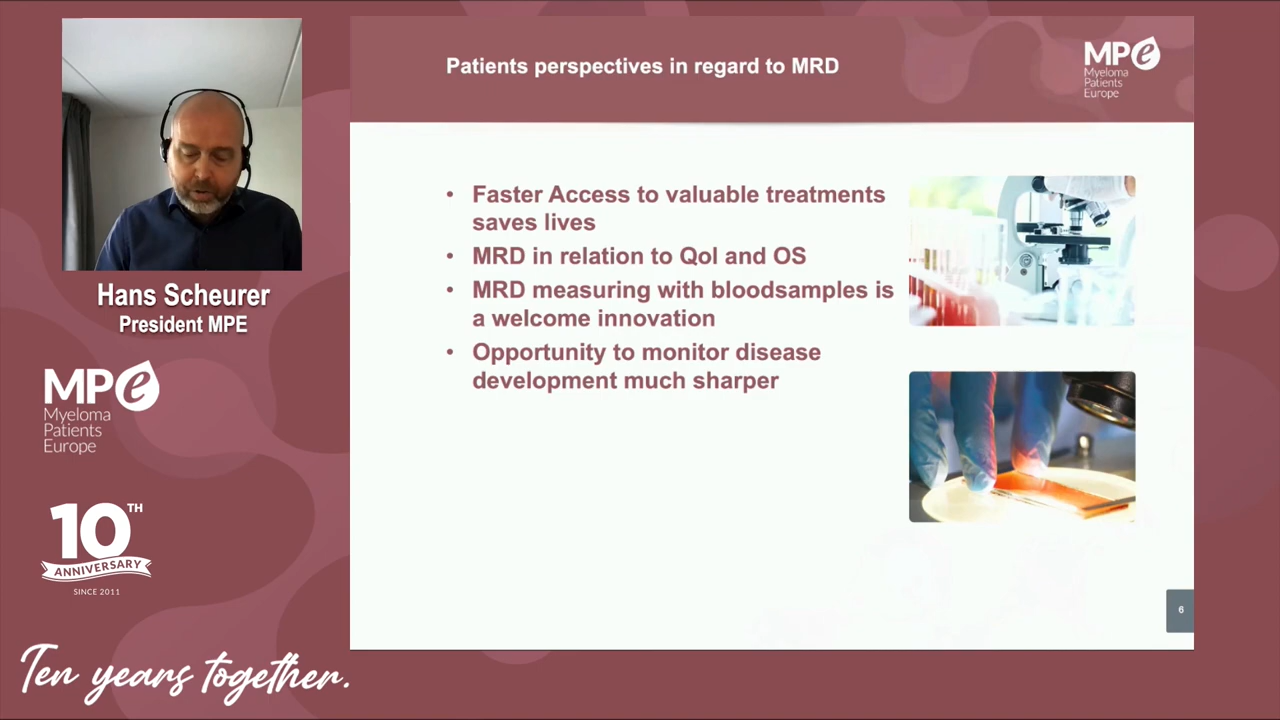 Patients perspectives in regard to MRD
MPe
Myeloma
Patients
Europe
• Faster Access to valuable treatments
saves lives
• MRD in relation to Qol and OS
• MRD measuring with bloodsamples is
a welcome innovation
• Opportunity to monitor disease
development much sharper
6
Hans Scheurer
President MPE
MPe
Myeloma
Patients
Europe
10TH
ANNIVERSARY
SINCE 2011
Ten years together.